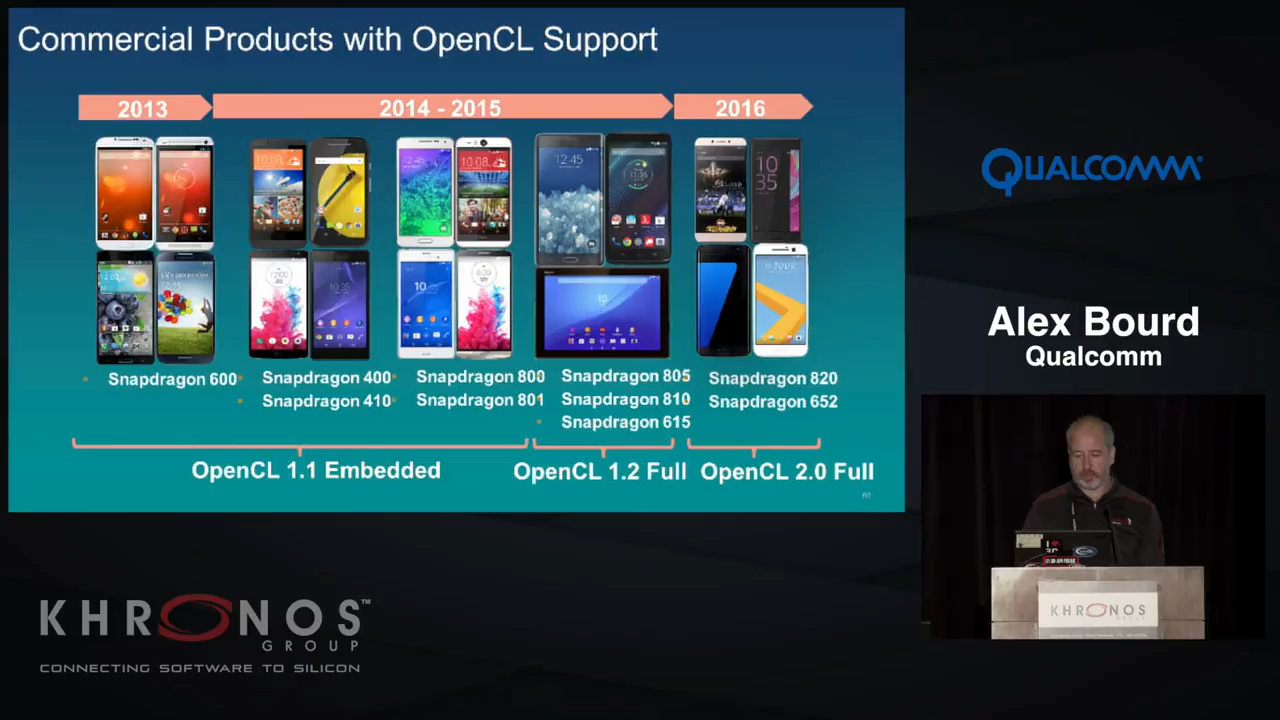 Commercial Products with OpenCL Support
2013
2014 - 2015
2016
Snapdragon 600
Snapdragon 400
Snapdragon 410
Snapdragon 800
Snapdragon 801
Snapdragon 805
Snapdragon 810
Snapdragon 615
Snapdragon 820
Snapdragon 652
OpenCL 1.1 Embedded
OpenCL 1.2 Full
OpenCL 2.0 Full
QUALCOMM®
Alex Bourd
Qualcomm
KHRONOS™
GROUP
CONNECTING SOFTWARE TO SILICON
KHRONOS
GROUP